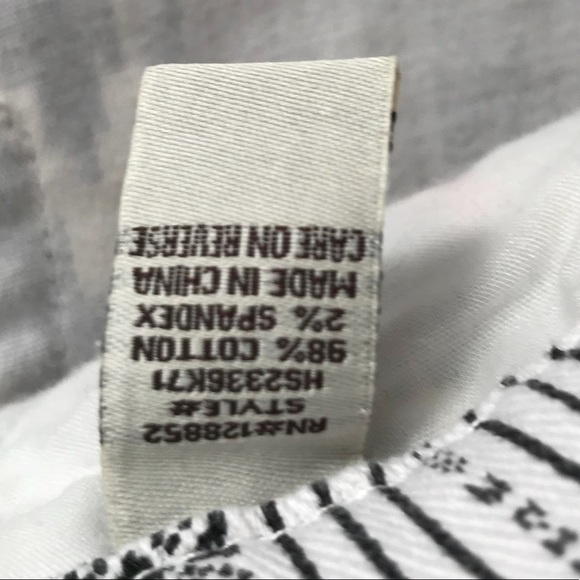 RN#128852
STYLE#
HS2336K71
98% COTTON
2% SPANDEX
MADE IN CHINA
CARE ON REVERSE